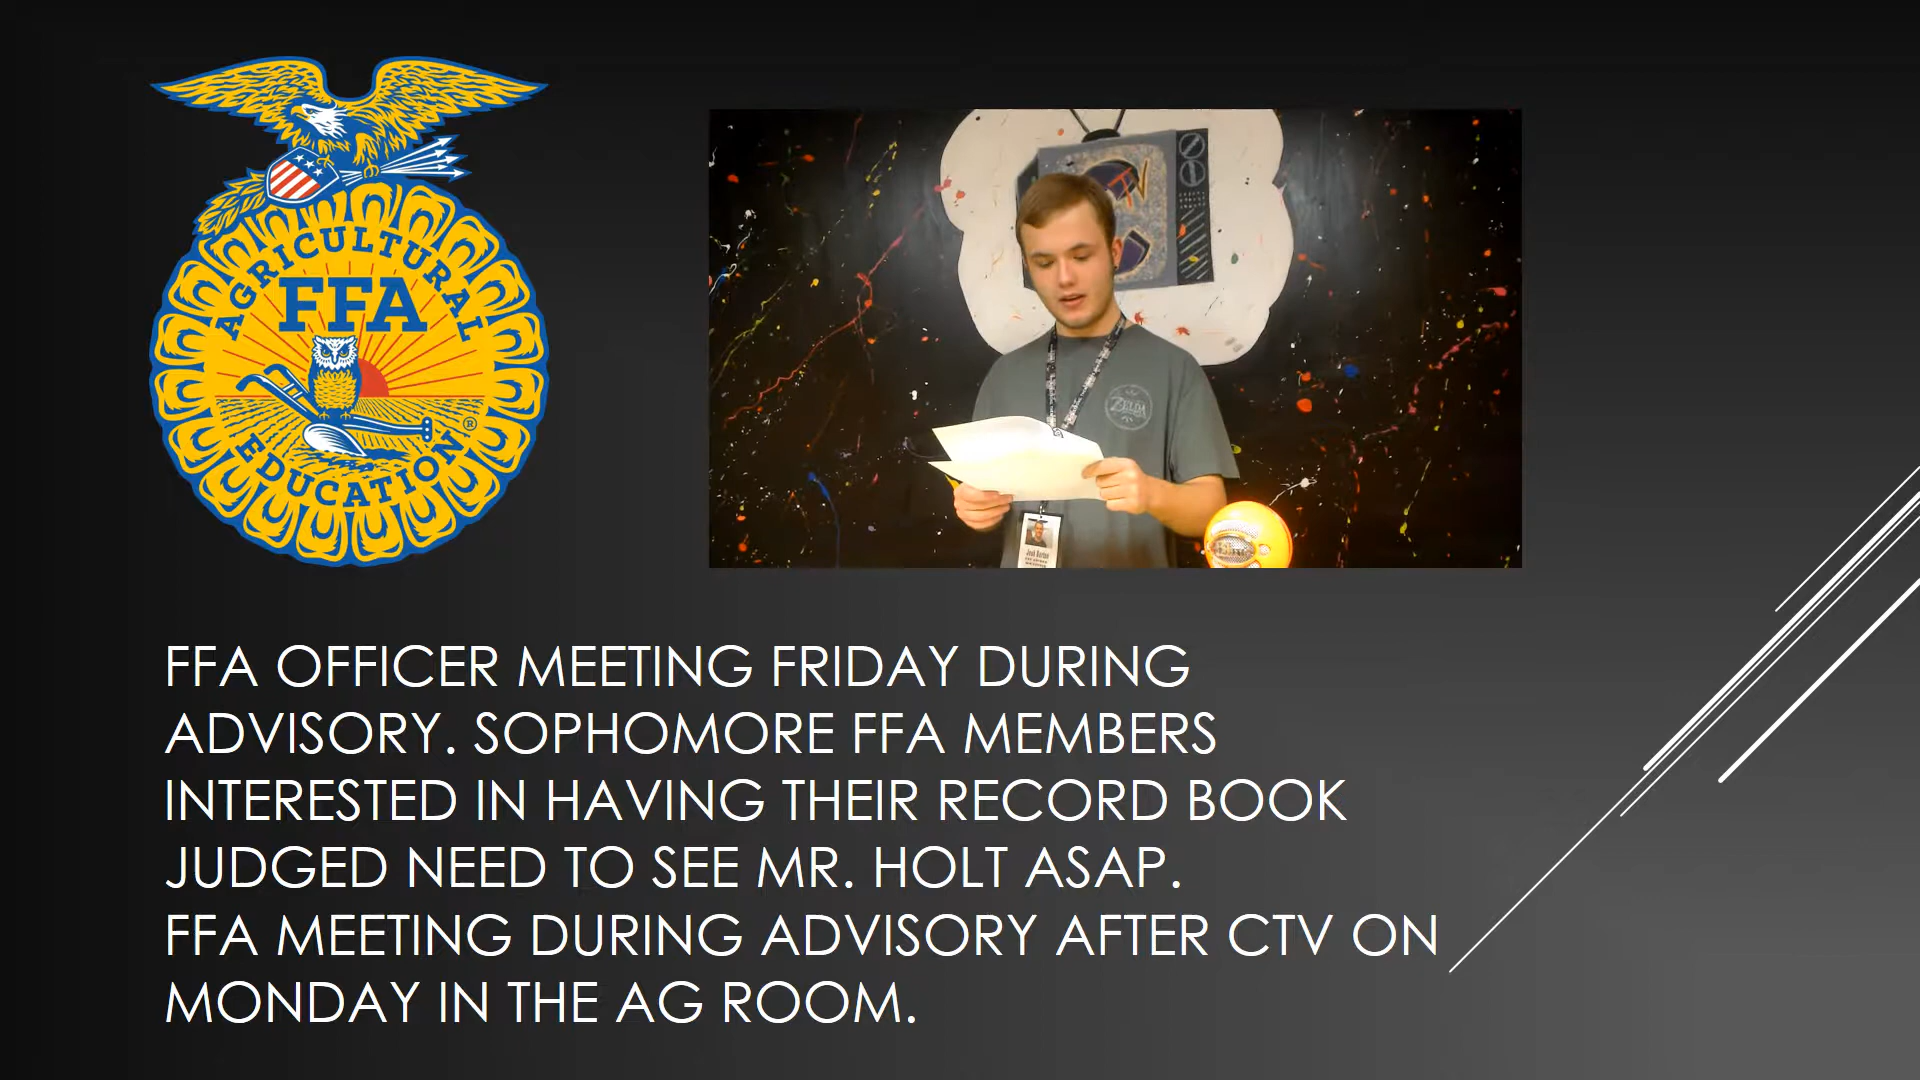 AGRICULTURAL
FFA
EDUCATION®
ZELDA
FFA OFFICER MEETING FRIDAY DURING
ADVISORY. SOPHOMORE FFA MEMBERS
INTERESTED IN HAVING THEIR RECORD BOOK
JUDGED NEED TO SEE MR. HOLT ASAP.
FFA MEETING DURING ADVISORY AFTER CTV ON
MONDAY IN THE AG ROOM.